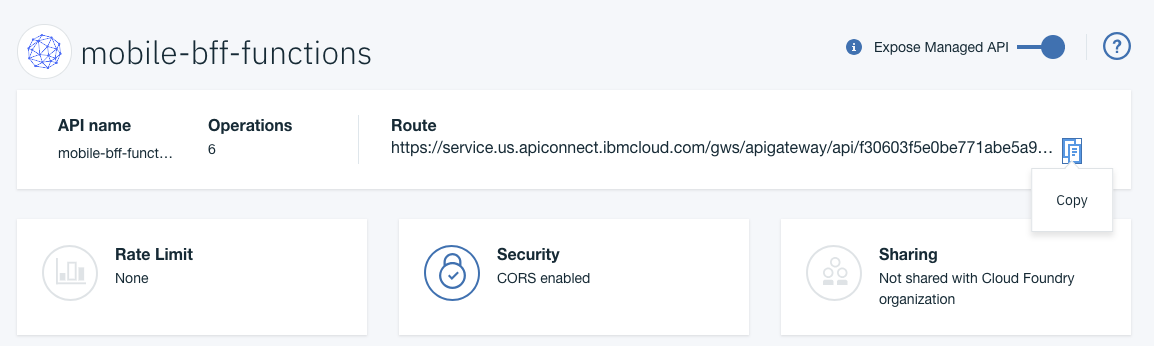 mobile-bff-functions
Expose Managed API
?
API name
mobile-bff-funct...
Operations
6
Route
https://service.us.apiconnect.ibmcloud.com/gws/apigateway/api/f30603f5e0be771abe5a9...
Copy
Rate Limit
None
Security
CORS enabled
Sharing
Not shared with Cloud Foundry
organization